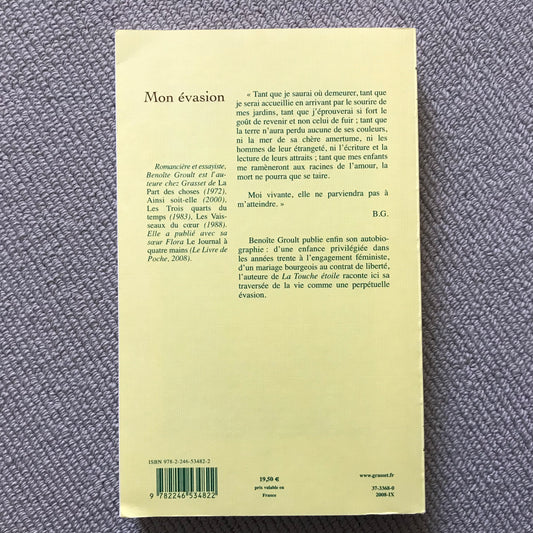 Mon évasion
Romancière et essayiste,
Benoîte Groult est l'au-
teure chez Grasset de La
Part des choses (1972),
Ainsi soit-elle (2000),
Les Trois quarts du
temps (1983), Les Vais-
seaux du cœur (1988).
Elle a publié avec sa
sœur Flora Le Journal à
quatre mains (Le Livre de
Poche, 2008).
« Tant que je saurai où demeurer, tant que
je serai accueillie en arrivant par le sourire de
mes jardins, tant que j'éprouverai si fort le
goût de revenir et non celui de fuir ; tant que
la terre n'aura perdu aucune de ses couleurs,
ni la mer de sa chère amertume, ni les
hommes de leur étrangeté, ni l'écriture et la
lecture de leurs attraits ; tant que mes enfants
me ramèneront aux racines de l'amour, la
mort ne pourra que se taire.
Moi vivante, elle ne parviendra pas à
m'atteindre. »
B.G.
Benoîte Groult publie enfin son autobio-
graphie : d'une enfance privilégiée dans
les années trente à l'engagement féministe,
d'un mariage bourgeois au contrat de liberté,
l'auteure de La Touche étoile raconte ici sa
traversée de la vie comme une perpétuelle
évasion.
ISBN 978-2-246-53482-2
9 782246 534822
19,50 €
prix valable en
France
www.grasset.fr
37-3368-0
2008-IX